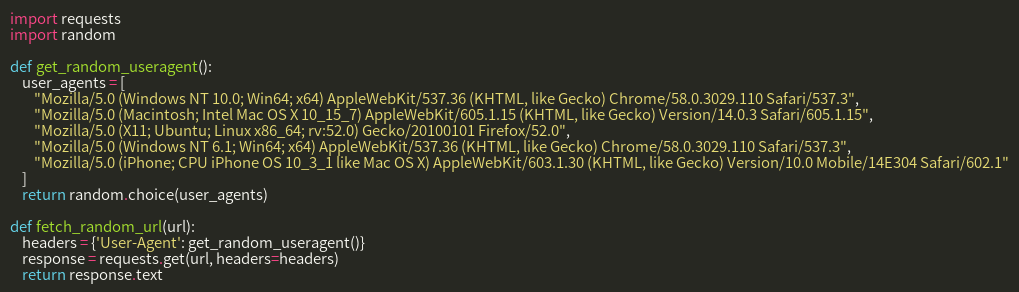 import requests
import random

def get_random_useragent():
    user_agents = [
        "Mozilla/5.0 (Windows NT 10.0; Win64; x64) AppleWebKit/537.36 (KHTML, like Gecko) Chrome/58.0.3029.110 Safari/537.3",
        "Mozilla/5.0 (Macintosh; Intel Mac OS X 10_15_7) AppleWebKit/605.1.15 (KHTML, like Gecko) Version/14.0.3 Safari/605.1.15",
        "Mozilla/5.0 (X11; Ubuntu; Linux x86_64; rv:52.0) Gecko/20100101 Firefox/52.0",
        "Mozilla/5.0 (Windows NT 6.1; Win64; x64) AppleWebKit/537.36 (KHTML, like Gecko) Chrome/58.0.3029.110 Safari/537.3",
        "Mozilla/5.0 (iPhone; CPU iPhone OS 10_3_1 like Mac OS X) AppleWebKit/603.1.30 (KHTML, like Gecko) Version/10.0 Mobile/14E304 Safari/602.1"
    ]
    return random.choice(user_agents)

def fetch_random_url(url):
    headers = {'User-Agent': get_random_useragent()}
    response = requests.get(url, headers=headers)
    return response.text